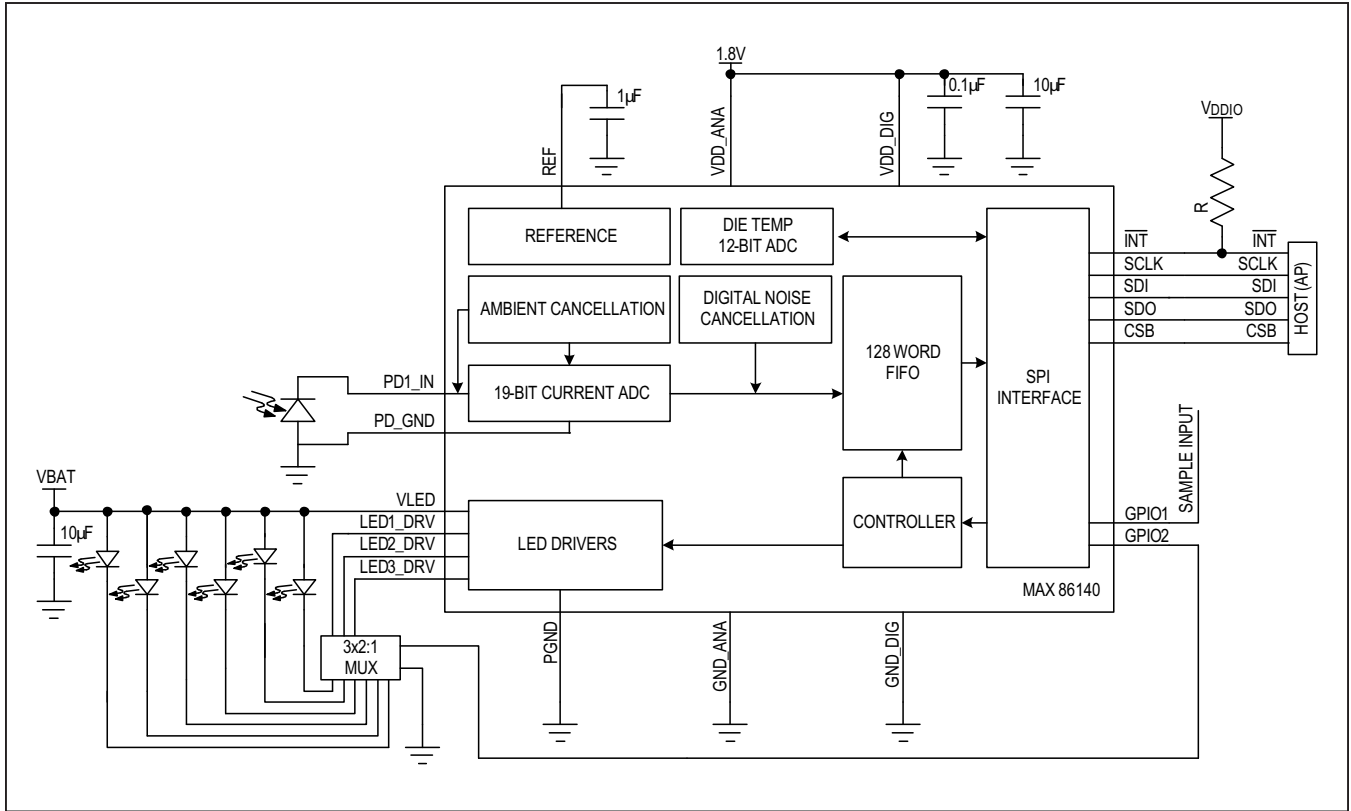 1.8V
1µF
0.1µF
10µF
VDDIO
REF
VDD_ANA
VDD_DIG
R
REFERENCE
DIE TEMP
12-BIT ADC
INT
INT
SCLK
SCLK
SDI
SDI
SDO
SDO
CSB
CSB
HOST (AP)
AMBIENT CANCELLATION
DIGITAL NOISE
CANCELLATION
128 WORD
FIFO
SPI
INTERFACE
PD1_IN
19-BIT CURRENT ADC
PD_GND
SAMPLE INPUT
VBAT
10µF
VLED
LED1_DRV
LED2_DRV
LED3_DRV
LED DRIVERS
CONTROLLER
GPIO1
GPIO2
MAX 86140
3x2:1
MUX
PGND
GND_ANA
GND_DIG